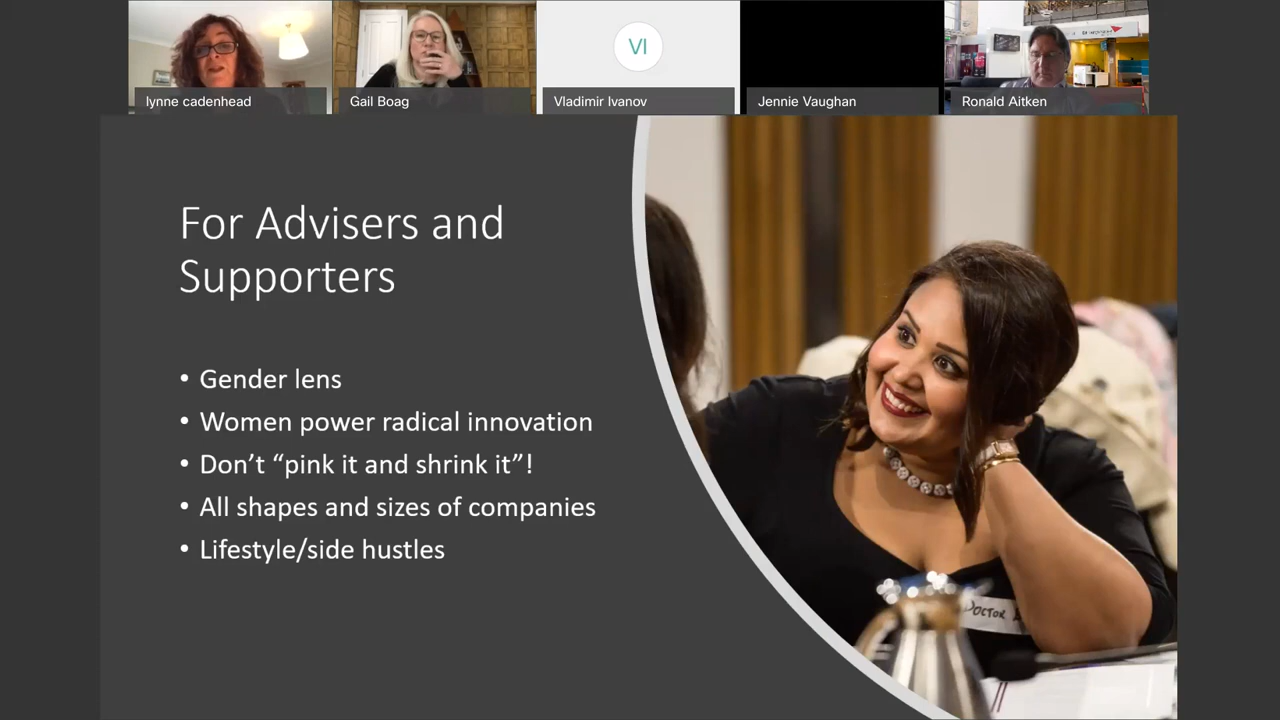 VI
lynne cadenhead
Gail Boag
Vladimir Ivanov
Jennie Vaughan
Ronald Aitken
For Advisers and
Supporters
• Gender lens
• Women power radical innovation
• Don’t “pink it and shrink it”!
• All shapes and sizes of companies
• Lifestyle/side hustles
DOCTOR